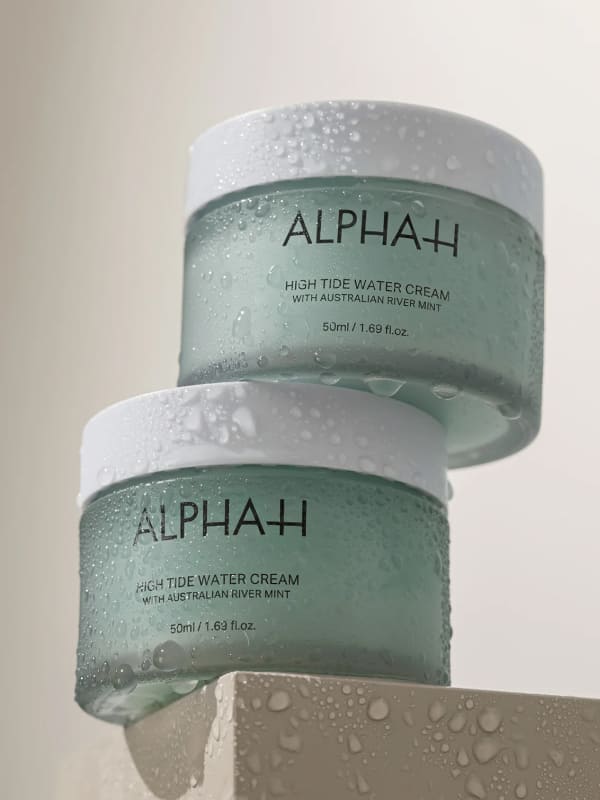 ALPHA-H
HIGH TIDE WATER CREAM
WITH AUSTRALIAN RIVER MINT
50ml / 1.69 fl.oz.
ALPHA-H
HIGH TIDE WATER CREAM
WITH AUSTRALIAN RIVER MINT
50ml / 1.69 fl.oz.